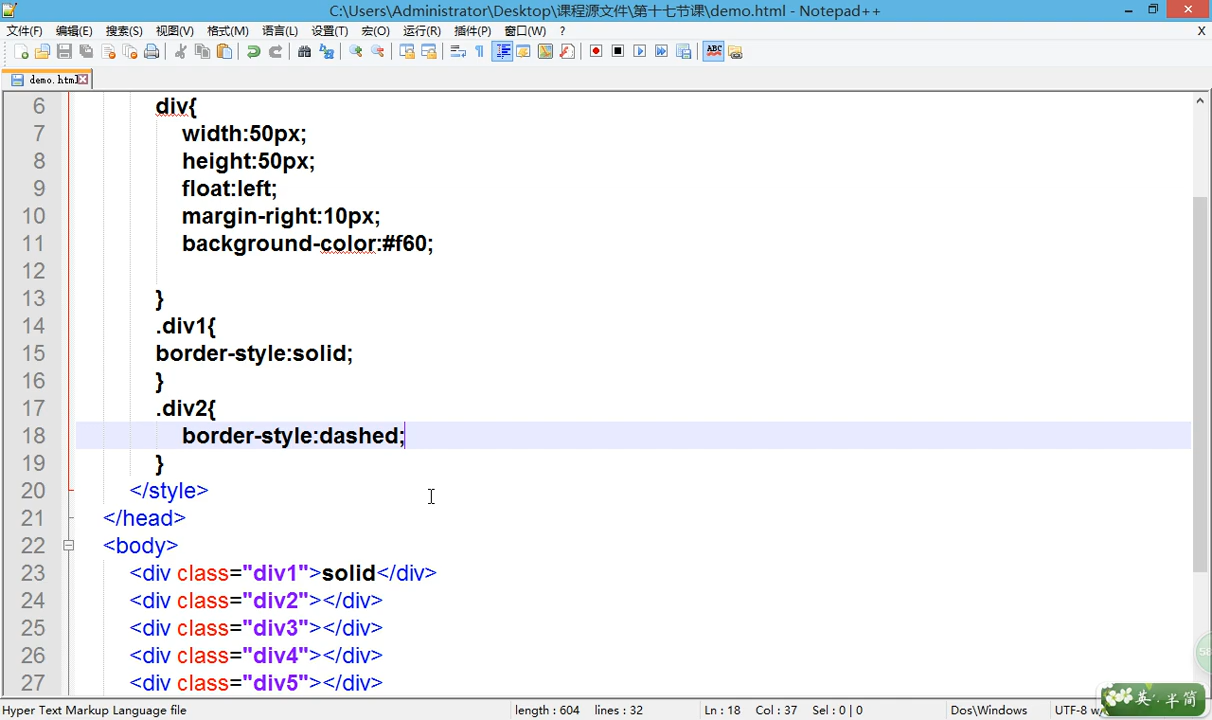 C:\Users\Administrator\Desktop\课程源文件\第十七节课\demo.html - Notepad++
文件(F) 编辑(E) 搜索(S) 视图(V) 格式(M) 语言(L) 设置(T) 宏(O) 运行(R) 插件(P) 窗口(W) ? X
demo.html
6 div{
7 width:50px;
8 height:50px;
9 float:left;
10 margin-right:10px;
11 background-color:#f60;
12
13 }
14 .div1{
15 border-style:solid;
16 }
17 .div2{
18 border-style:dashed;
19 }
20 </style>
21 </head>
22 <body>
23 <div class="div1">solid</div>
24 <div class="div2"></div>
25 <div class="div3"></div>
26 <div class="div4"></div>
27 <div class="div5"></div>
Hyper Text Markup Language file length : 604 lines : 32 Ln : 18 Col : 37 Sel : 0 | 0 Dos\Windows UTF-8
英 半 简